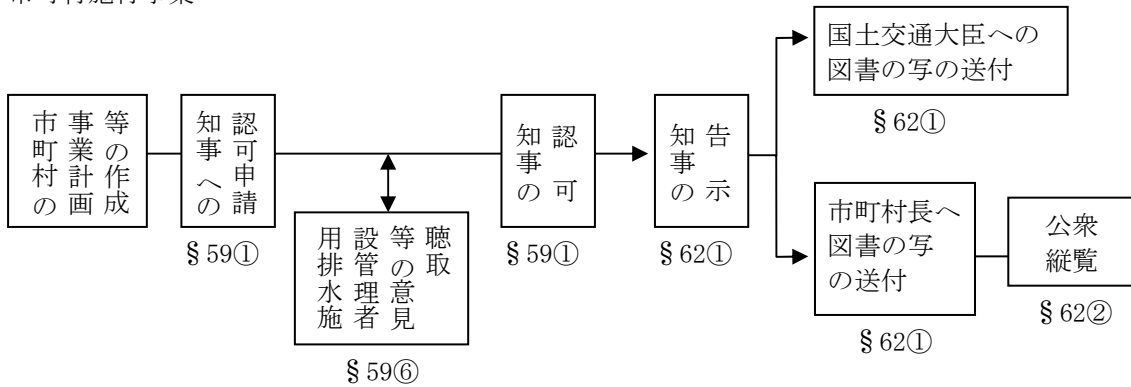 市町村施行事業
市町村の
事業計画
等の作成
知事への
認可申請
§59①
用排水施
設管理者
等の意見
聴取
§59⑥
知事の
認可
§59①
知事の
告示
§62①
国土交通大臣への
図書の写の送付
§62①
市町村長へ
図書の写
の送付
§62①
公衆
縦覧
§62②